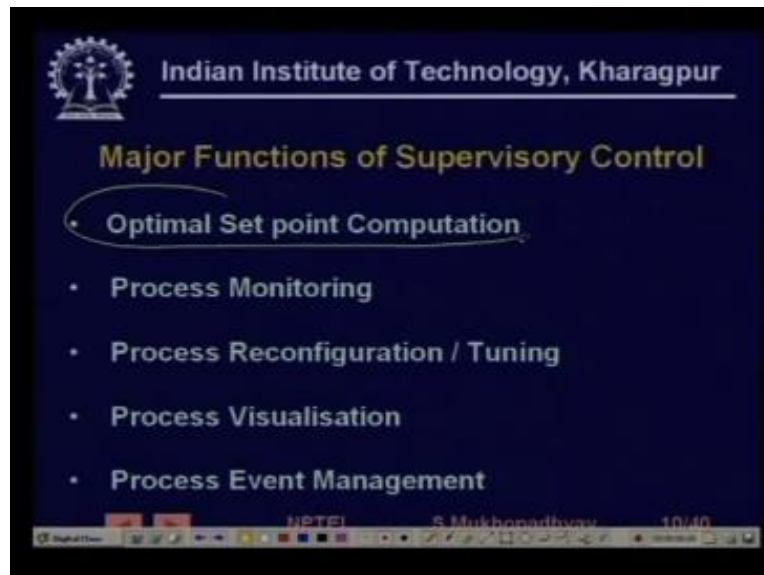 Indian Institute of Technology, Kharagpur
Major Functions of Supervisory Control
• Optimal Set point Computation
• Process Monitoring
• Process Reconfiguration / Tuning
• Process Visualisation
• Process Event Management
NPTEL S.Mukhopadhyay 10/40